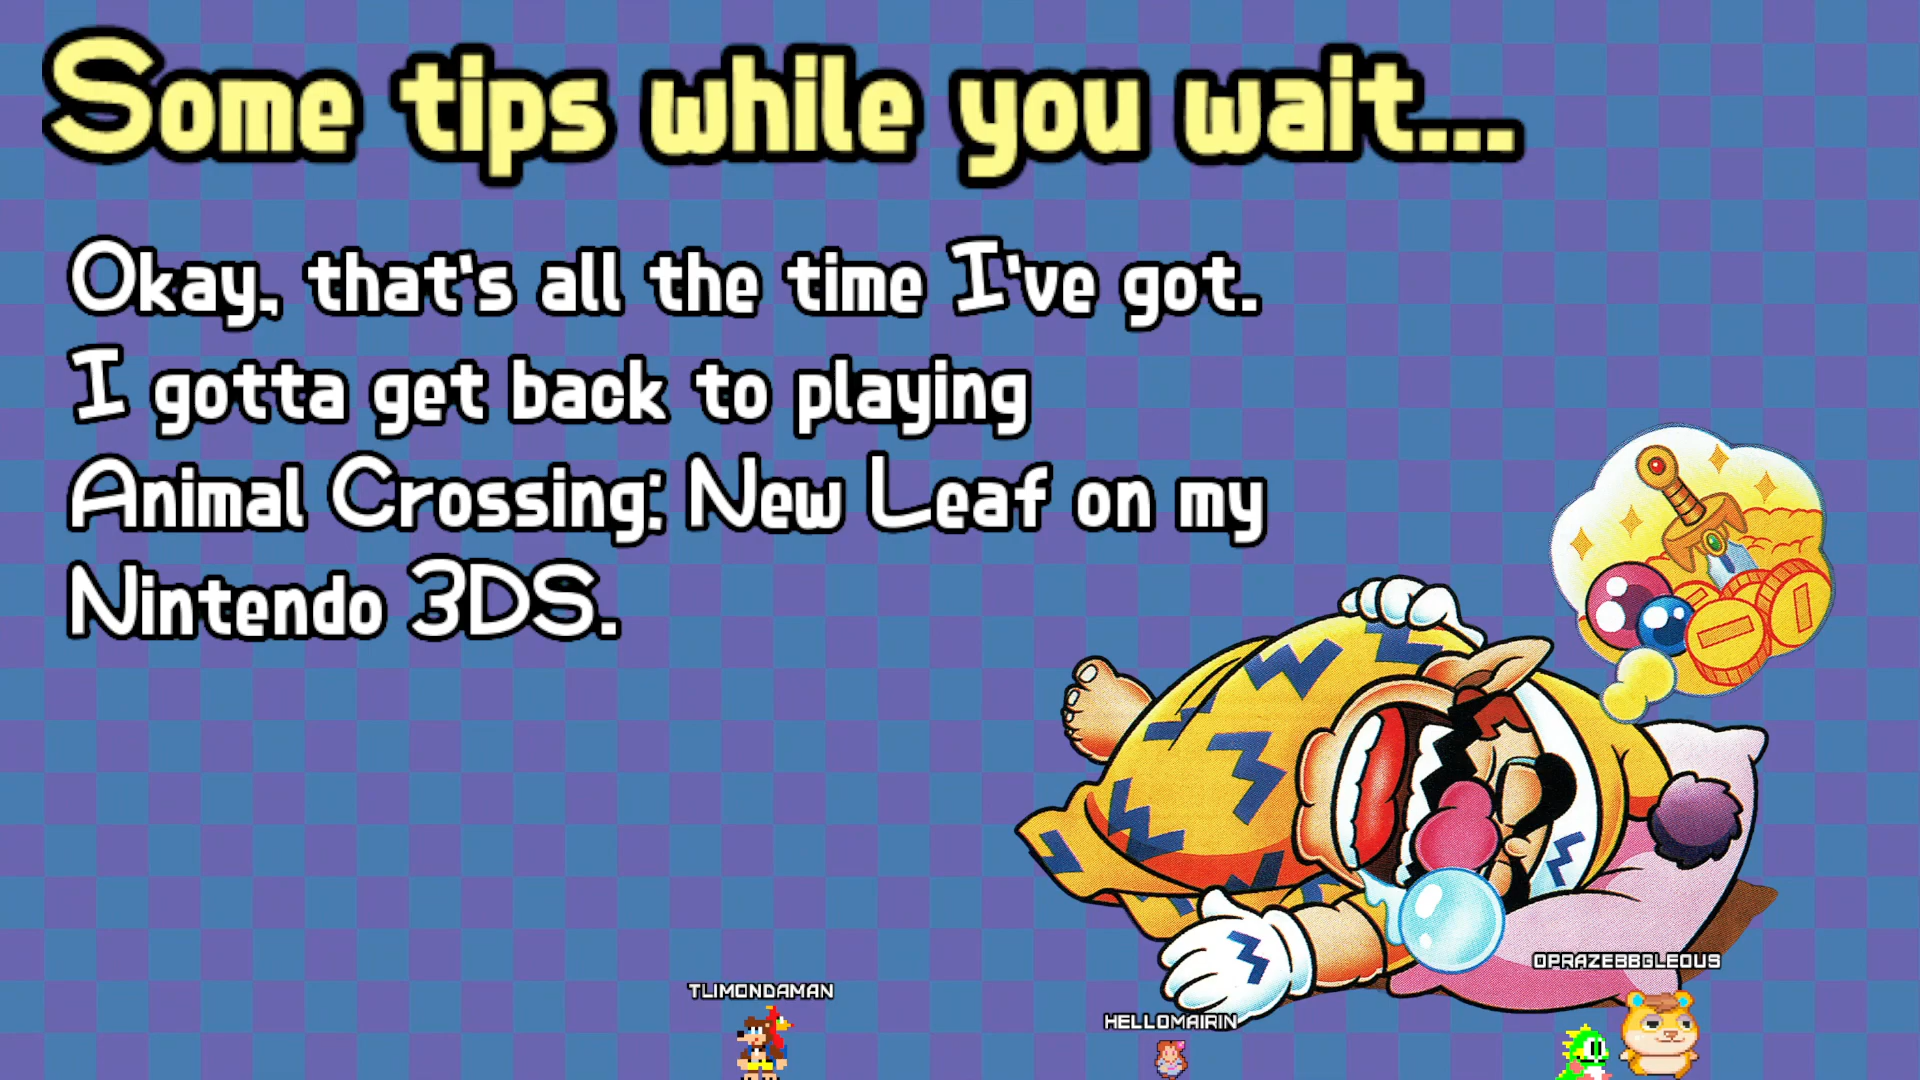 Some tips while you wait...
Okay, that's all the time I've got.
I gotta get back to playing
Animal Crossing: New Leaf on my
Nintendo 3DS.
OPRAZEBBGLEOUS
TLIMONDAMAN
HELLOMAIRIN